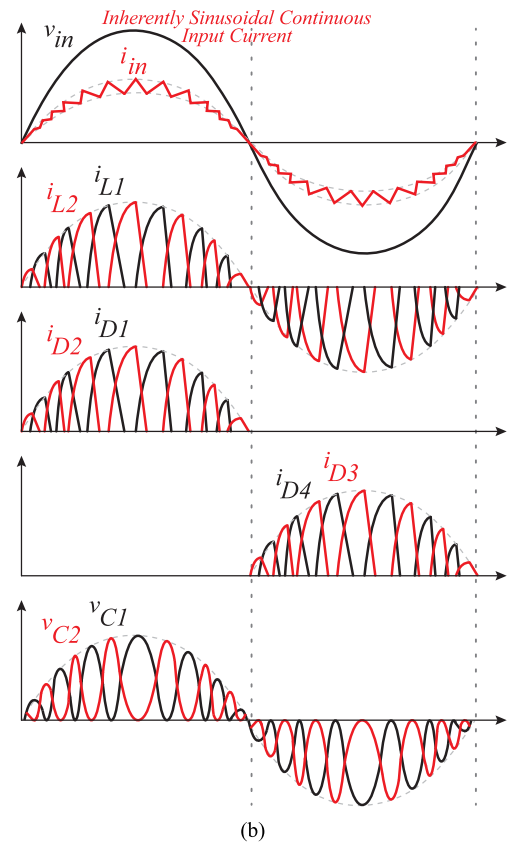 Inherently Sinusoidal Continuous
Input Current
v_in
i_in
i_L1
i_L2
i_D1
i_D2
i_D3
i_D4
v_C1
v_C2
(b)